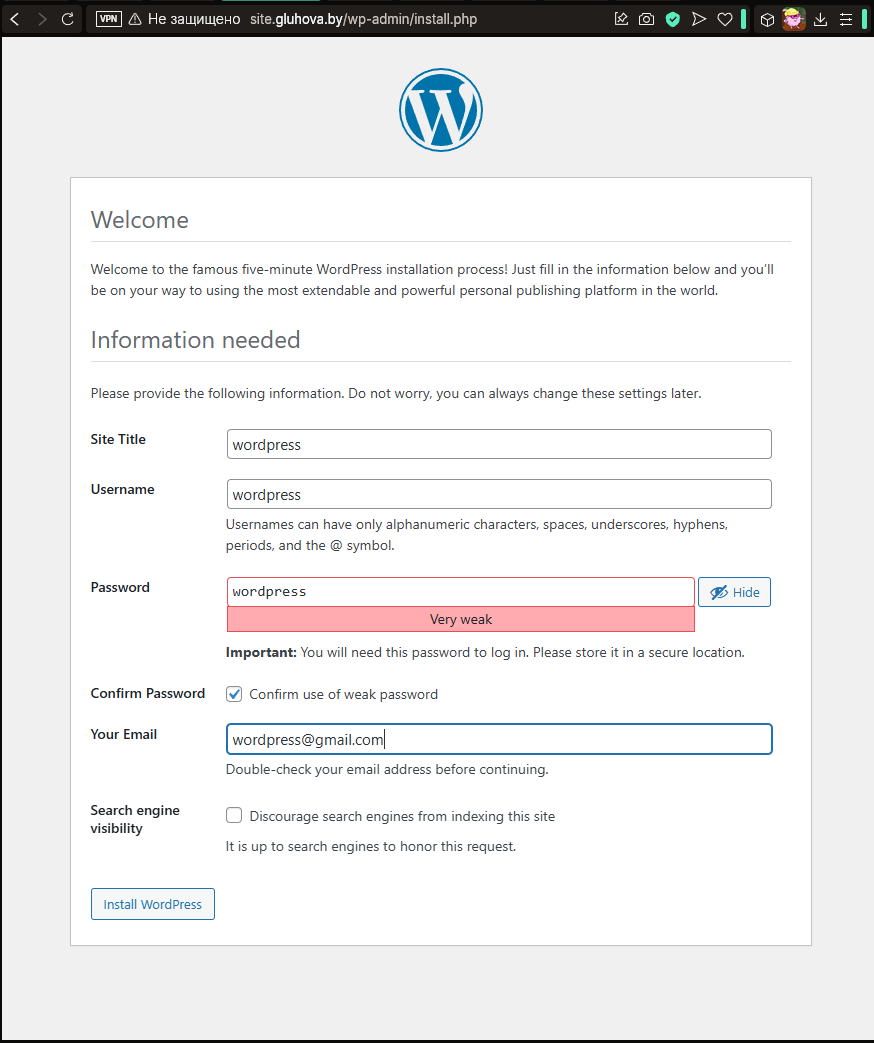 VPN Не защищено site.gluhova.by/wp-admin/install.php
Welcome
Welcome to the famous five-minute WordPress installation process! Just fill in the information below and you'll
be on your way to using the most extendable and powerful personal publishing platform in the world.
Information needed
Please provide the following information. Do not worry, you can always change these settings later.
Site Title
wordpress
Username
wordpress
Usernames can have only alphanumeric characters, spaces, underscores, hyphens,
periods, and the @ symbol.
Password
wordpress
Hide
Very weak
Important: You will need this password to log in. Please store it in a secure location.
Confirm Password
Confirm use of weak password
Your Email
wordpress@gmail.com
Double-check your email address before continuing.
Search engine
visibility
Discourage search engines from indexing this site
It is up to search engines to honor this request.
Install WordPress